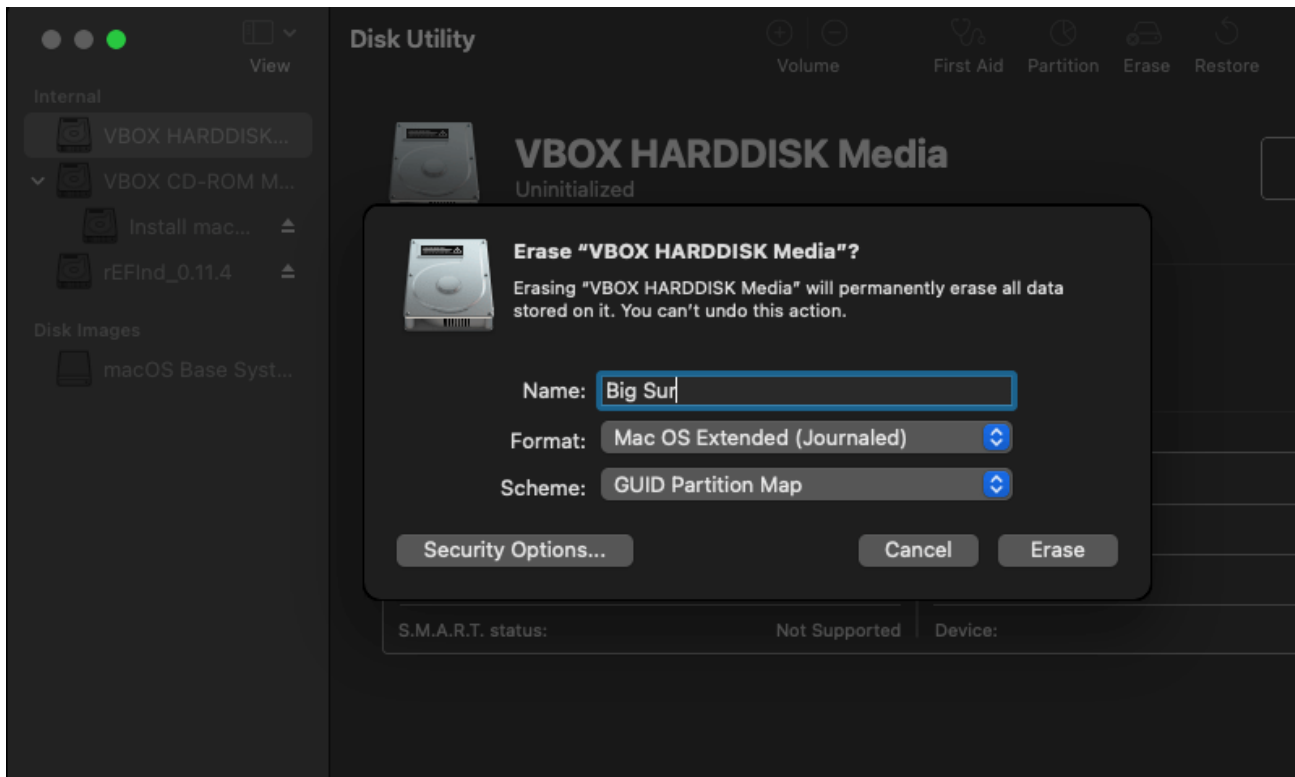 View
Disk Utility
Volume
First Aid
Partition
Erase
Restore
Internal
VBOX HARDDISK...
VBOX CD-ROM M...
Install mac...
rEFInd_0.11.4
Disk Images
macOS Base Syst...
VBOX HARDDISK Media
Uninitialized
Erase “VBOX HARDDISK Media”?
Erasing “VBOX HARDDISK Media” will permanently erase all data
stored on it. You can’t undo this action.
Name: Big Sur
Format: Mac OS Extended (Journaled)
Scheme: GUID Partition Map
Security Options...
Cancel
Erase
S.M.A.R.T. status: Not Supported
Device: